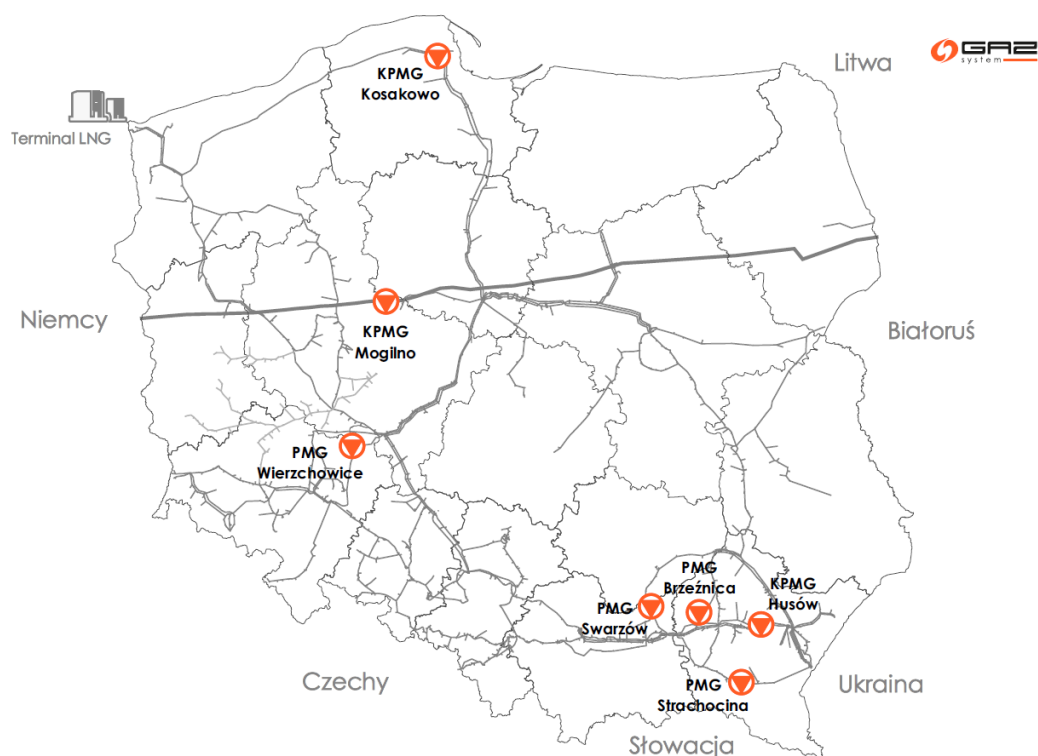 GAZ
system
Litwa
KPMG
Kosakowo
Terminal LNG
Niemcy
Białoruś
KPMG
Mogilno
PMG
Wierzchowice
PMG
Brzeźnica
KPMG
Husów
PMG
Swarzów
PMG
Strachocina
Czechy
Ukraina
Słowacja